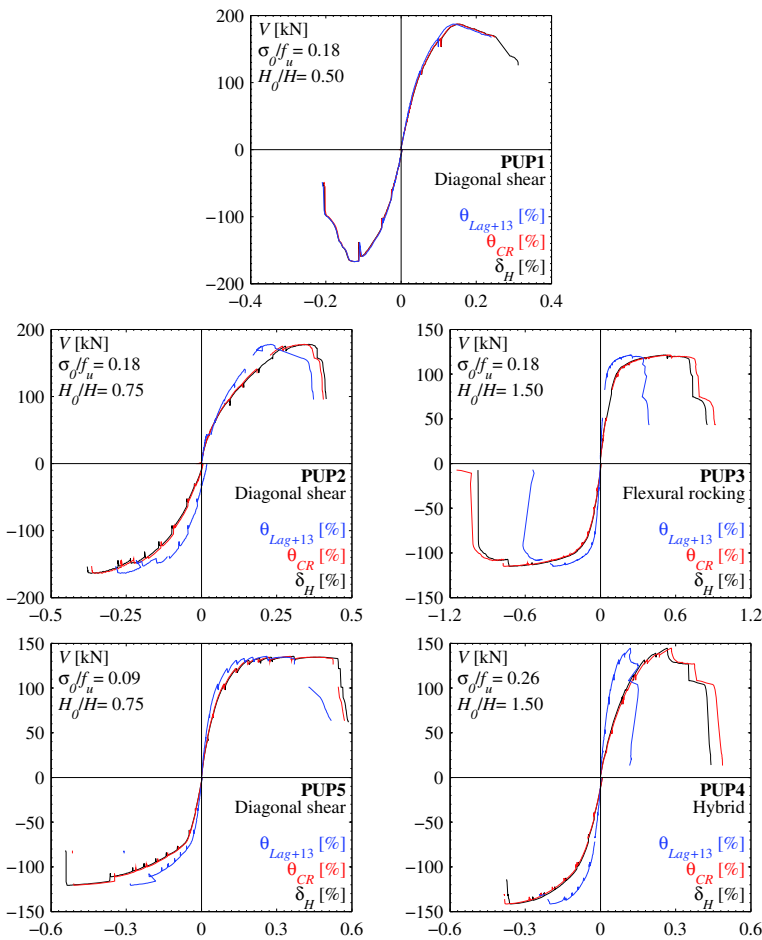 200
100
0
−100
−200
−0.4
−0.2
0
0.2
0.4
V [kN]
σ0/fu = 0.18
H0/H= 0.50
PUP1
Diagonal shear
θLag+13 [%]
θCR [%]
δH [%]
200
100
0
−100
−200
−0.5
−0.25
0
0.25
0.5
V [kN]
σ0/fu = 0.18
H0/H= 0.75
PUP2
Diagonal shear
θLag+13 [%]
θCR [%]
δH [%]
150
100
50
0
−50
−100
−150
−1.2
−0.6
0
0.6
1.2
V [kN]
σ0/fu = 0.18
H0/H= 1.50
PUP3
Flexural rocking
θLag+13 [%]
θCR [%]
δH [%]
150
100
50
0
−50
−100
−150
−0.6
−0.3
0
0.3
0.6
V [kN]
σ0/fu = 0.09
H0/H= 0.75
PUP5
Diagonal shear
θLag+13 [%]
θCR [%]
δH [%]
150
100
50
0
−50
−100
−150
−0.6
−0.3
0
0.3
0.6
V [kN]
σ0/fu = 0.26
H0/H= 1.50
PUP4
Hybrid
θLag+13 [%]
θCR [%]
δH [%]